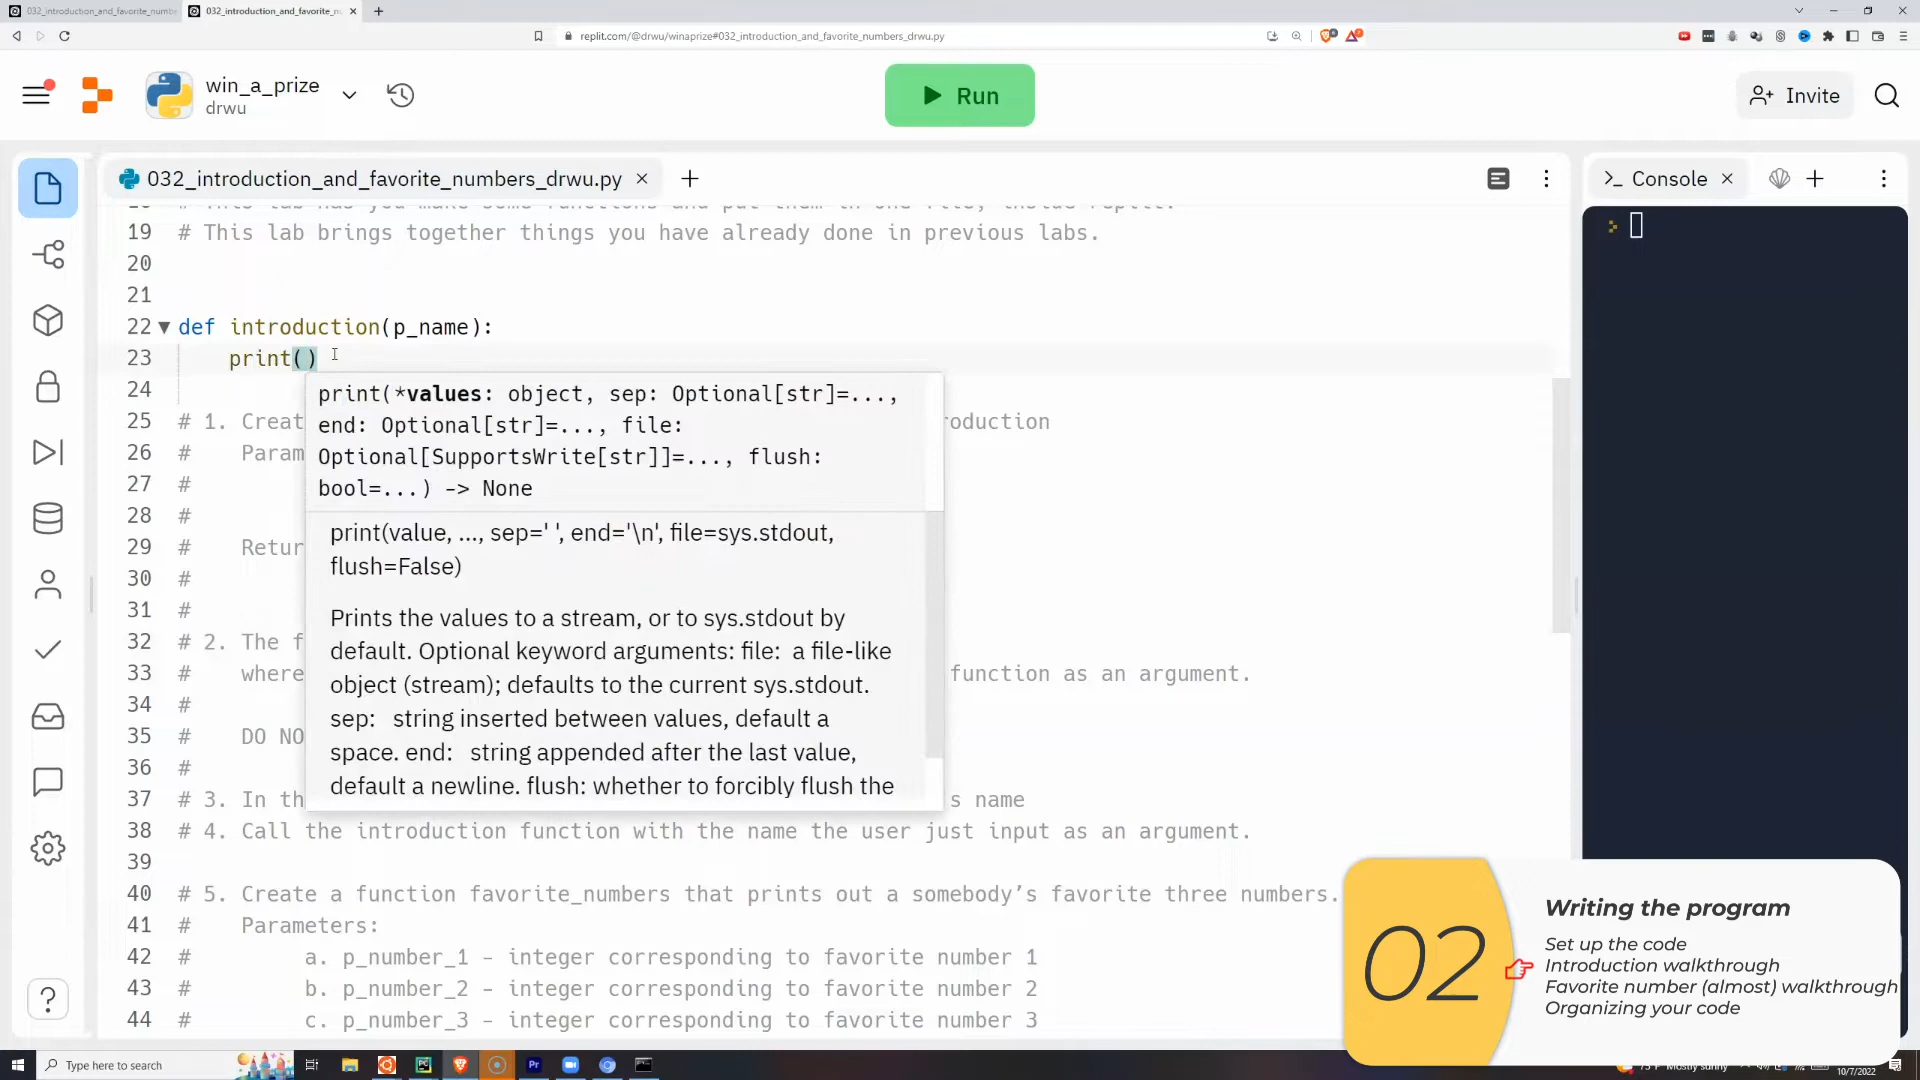 032_introduction_and_favorite_numbe
032_introduction_and_favorite_n
replit.com/@drwu/winaprize#032_introduction_and_favorite_numbers_drwu.py
win_a_prize
drwu
Run
Invite
032_introduction_and_favorite_numbers_drwu.py
Console
19 # This lab brings together things you have already done in previous labs.
20
21
22 def introduction(p_name):
23 print()
24
25 # 1. Creat roduction
26 # Param
27 #
28 #
29 # Retur
30 #
31 #
32 # 2. The f
33 # where function as an argument.
34 #
35 # DO NO
36 #
37 # 3. In th s name
38 # 4. Call the introduction function with the name the user just input as an argument.
39
40 # 5. Create a function favorite_numbers that prints out a somebody’s favorite three numbers.
41 # Parameters:
42 # a. p_number_1 - integer corresponding to favorite number 1
43 # b. p_number_2 - integer corresponding to favorite number 2
44 # c. p_number_3 - integer corresponding to favorite number 3
print(*values: object, sep: Optional[str]=...,
end: Optional[str]=..., file:
Optional[SupportsWrite[str]]=..., flush:
bool=...) -> None
print(value, ..., sep=' ', end='\n', file=sys.stdout,
flush=False)
Prints the values to a stream, or to sys.stdout by
default. Optional keyword arguments: file: a file-like
object (stream); defaults to the current sys.stdout.
sep: string inserted between values, default a
space. end: string appended after the last value,
default a newline. flush: whether to forcibly flush the
02
Writing the program
Set up the code
Introduction walkthrough
Favorite number (almost) walkthrough
Organizing your code
Type here to search
Mostly sunny
10/7/2022